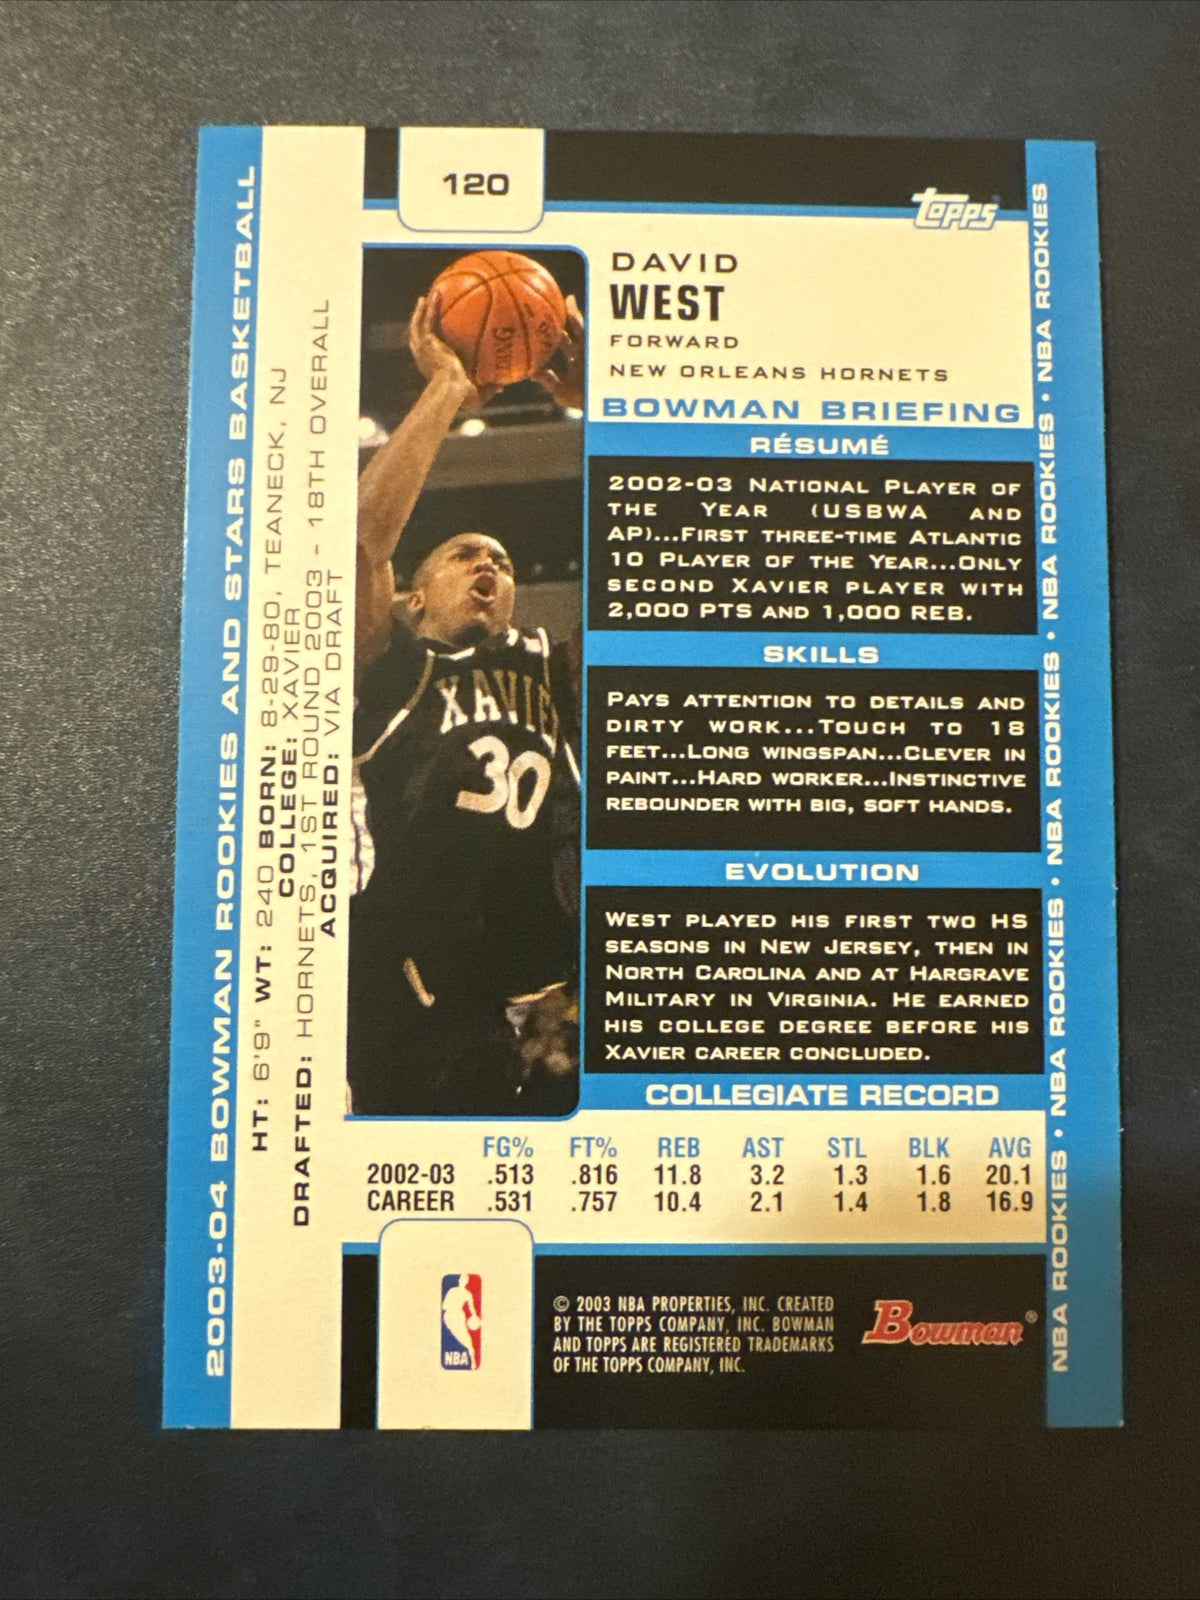 120
TOPPS
DAVID
WEST
FORWARD
NEW ORLEANS HORNETS
BOWMAN BRIEFING
RÉSUMÉ
2002-03 NATIONAL PLAYER OF
THE YEAR (USBWA AND
AP)...FIRST THREE-TIME ATLANTIC
10 PLAYER OF THE YEAR...ONLY
SECOND XAVIER PLAYER WITH
2,000 PTS AND 1,000 REB.
SKILLS
PAYS ATTENTION TO DETAILS AND
DIRTY WORK...TOUCH TO 18
FEET...LONG WINGSPAN...CLEVER IN
PAINT...HARD WORKER...INSTINCTIVE
REBOUNDER WITH BIG, SOFT HANDS.
EVOLUTION
WEST PLAYED HIS FIRST TWO HS
SEASONS IN NEW JERSEY, THEN IN
NORTH CAROLINA AND AT HARGRAVE
MILITARY IN VIRGINIA. HE EARNED
HIS COLLEGE DEGREE BEFORE HIS
XAVIER CAREER CONCLUDED.
COLLEGIATE RECORD
FG% FT% REB AST STL BLK AVG
2002-03 .513 .816 11.8 3.2 1.3 1.6 20.1
CAREER .531 .757 10.4 2.1 1.4 1.8 16.9
© 2003 NBA PROPERTIES, INC. CREATED
BY THE TOPPS COMPANY, INC. BOWMAN
AND TOPPS ARE REGISTERED TRADEMARKS
OF THE TOPPS COMPANY, INC.
Bowman®
NBA
2003-04 BOWMAN ROOKIES AND STARS BASKETBALL
HT: 6'9" WT: 240 BORN: 8-29-80, TEANECK, NJ
COLLEGE: XAVIER
DRAFTED: HORNETS, 1ST ROUND 2003 - 18TH OVERALL
ACQUIRED: VIA DRAFT
NBA ROOKIES • NBA ROOKIES • NBA ROOKIES • NBA ROOKIES • NBA ROOKIES
XAVIE
30